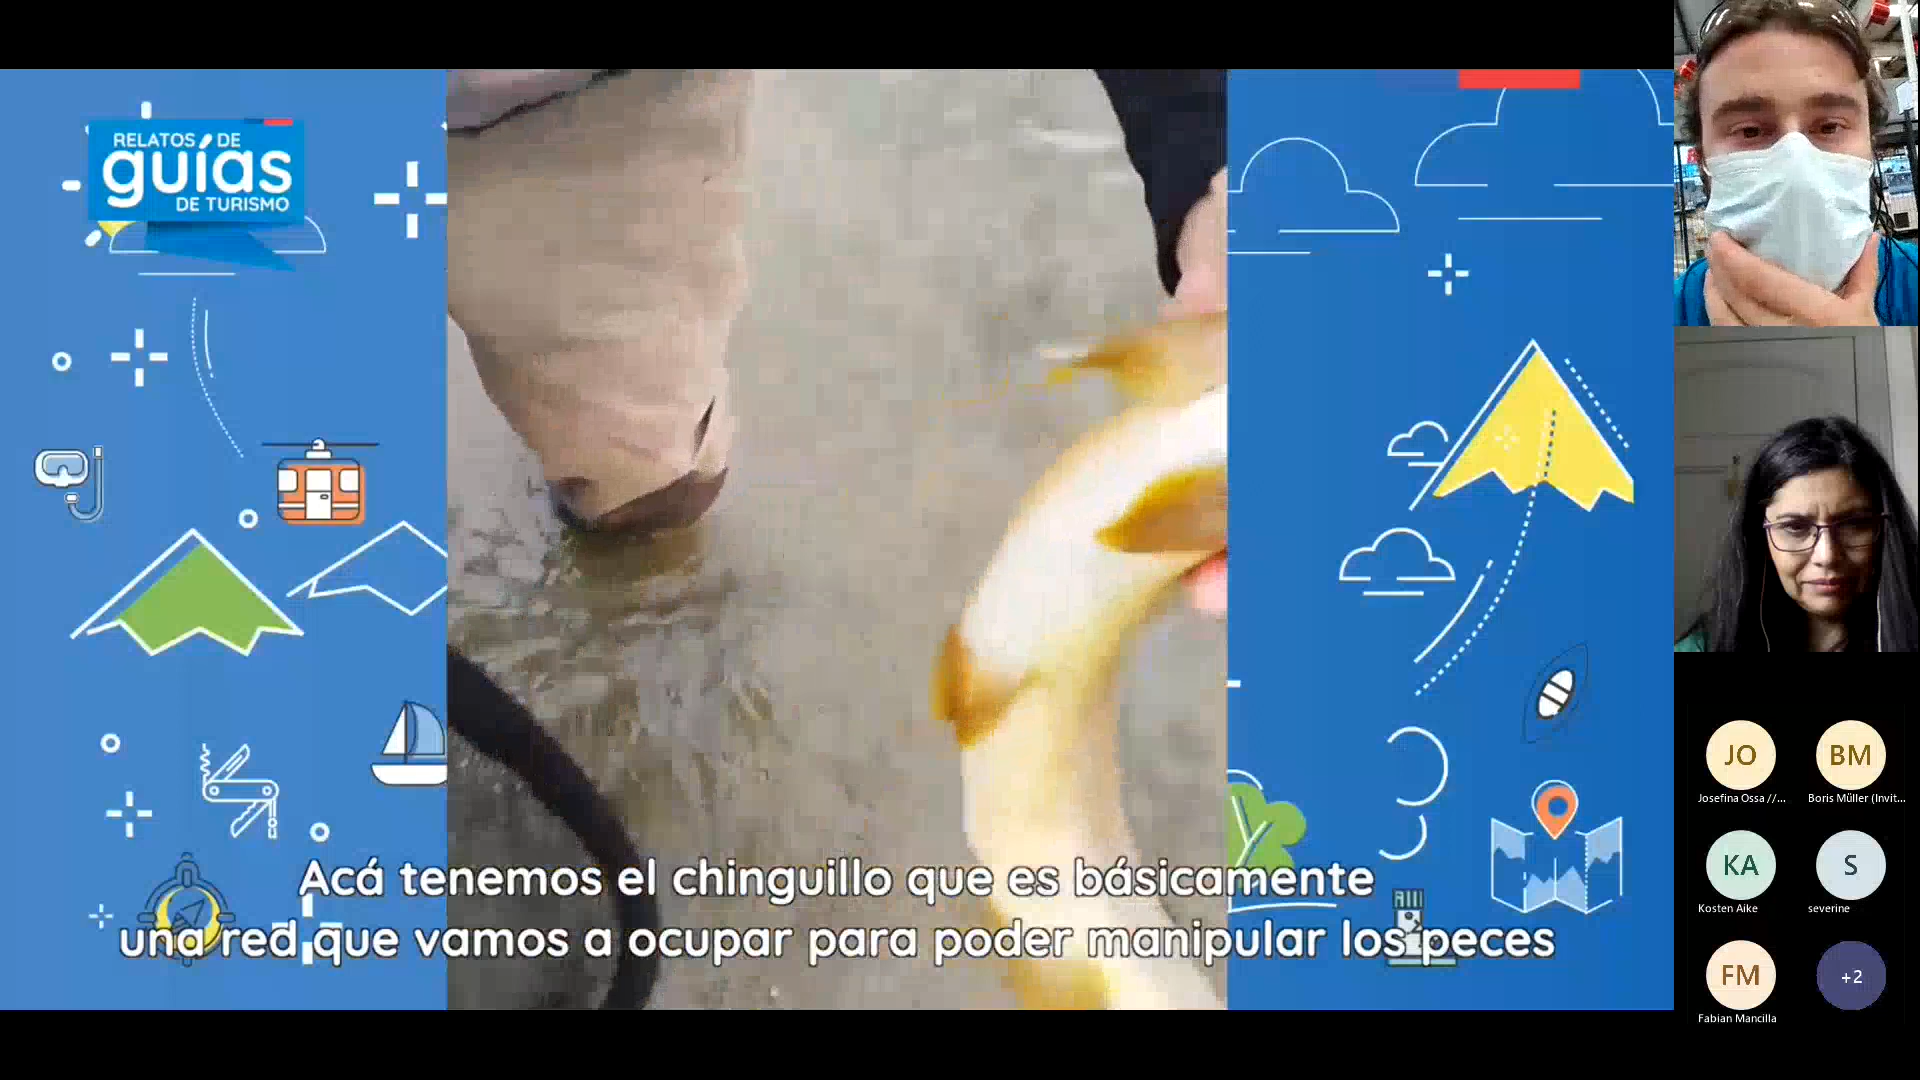 RELATOS DE
guías
DE TURISMO
Acá tenemos el chinguillo que es básicamente
una red que vamos a ocupar para poder manipular los peces
JO
BM
Josefina Ossa //...
Boris Müller (Invit...
KA
S
Kosten Aike
severine
FM
+2
Fabian Mancilla